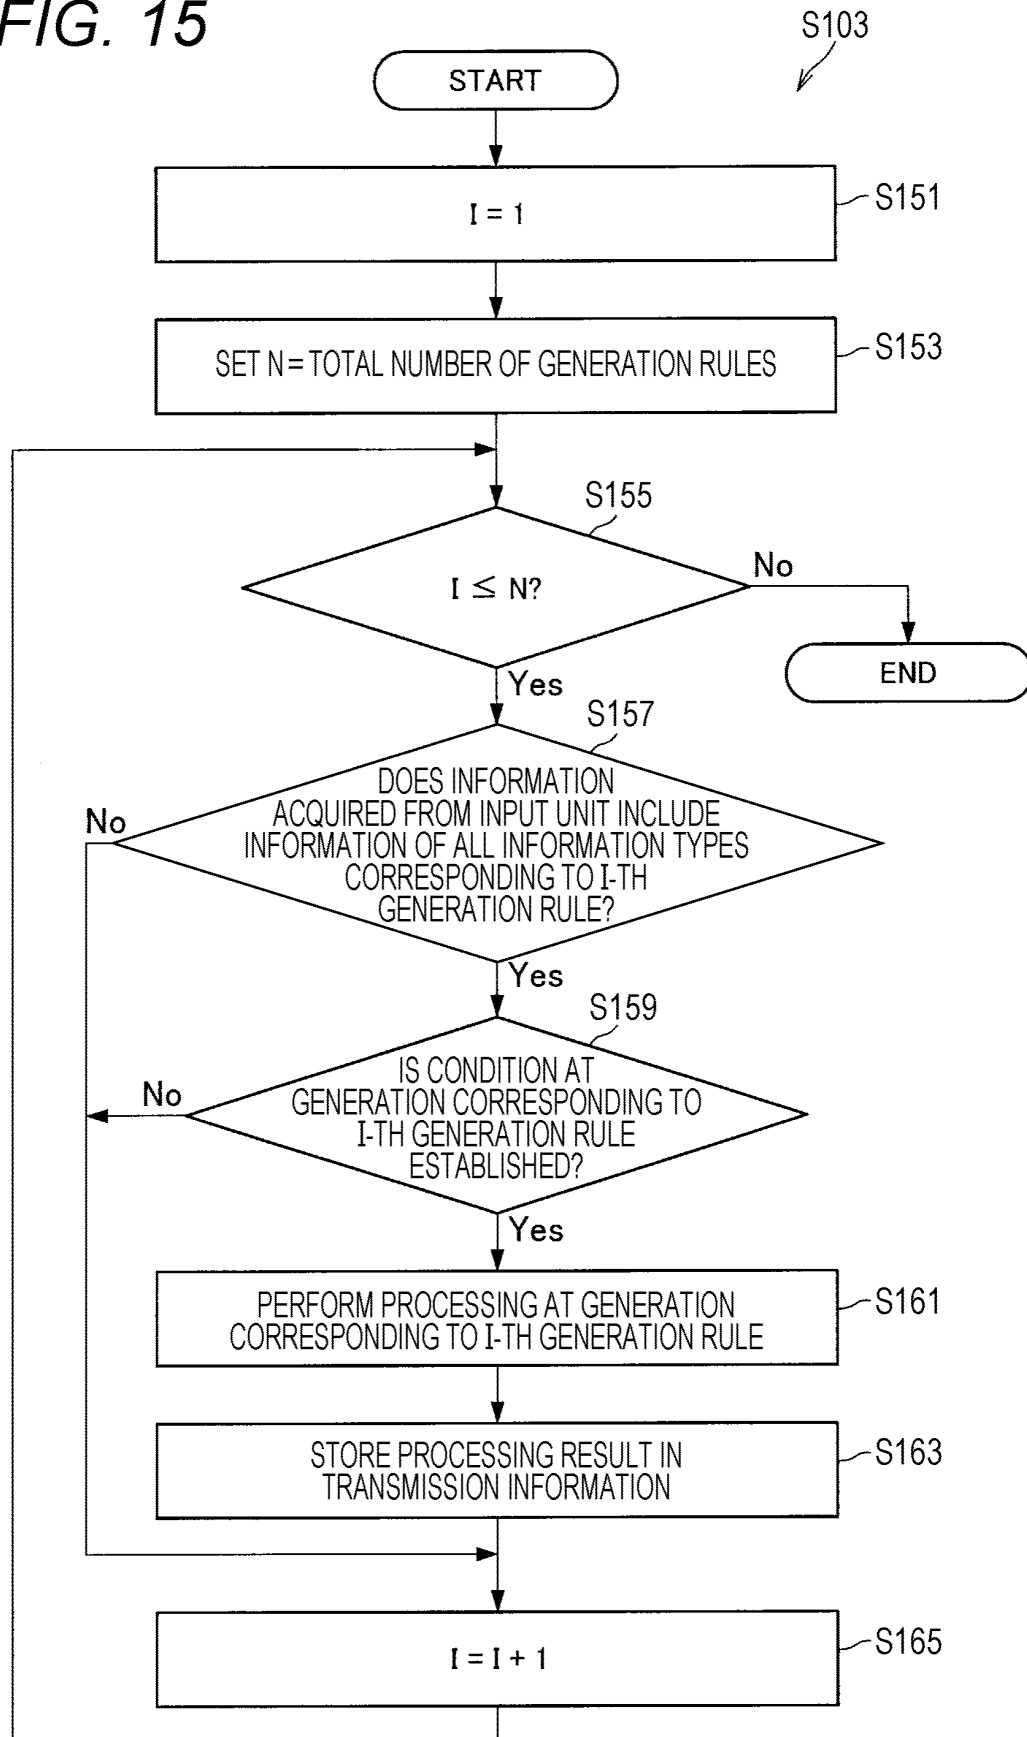 FIG. 15
S103
START
I = 1
S151
SET N = TOTAL NUMBER OF GENERATION RULES
S153
S155
I ≦ N?
No
END
Yes
S157
DOES INFORMATION
ACQUIRED FROM INPUT UNIT INCLUDE
INFORMATION OF ALL INFORMATION TYPES
CORRESPONDING TO I-TH
GENERATION RULE?
No
Yes
S159
IS CONDITION AT
GENERATION CORRESPONDING TO
I-TH GENERATION RULE
ESTABLISHED?
No
Yes
PERFORM PROCESSING AT GENERATION
CORRESPONDING TO I-TH GENERATION RULE
S161
STORE PROCESSING RESULT IN
TRANSMISSION INFORMATION
S163
I = I + 1
S165